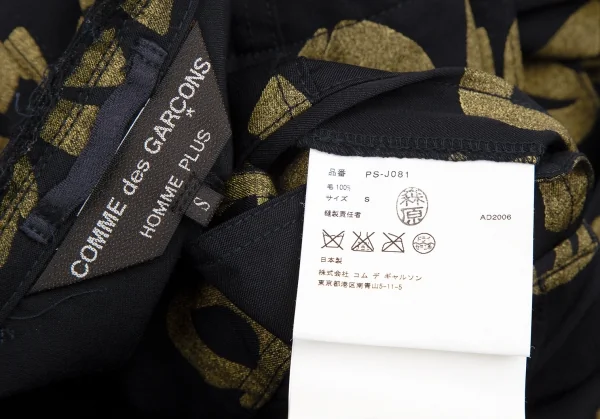 COMME des GARÇONS
HOMME PLUS *
S
品番 PS-J081
毛 100%
サイズ S
縫製責任者
森原
AD2006
日本製
株式会社 コム デ ギャルソン
東京都港区南青山5-11-5